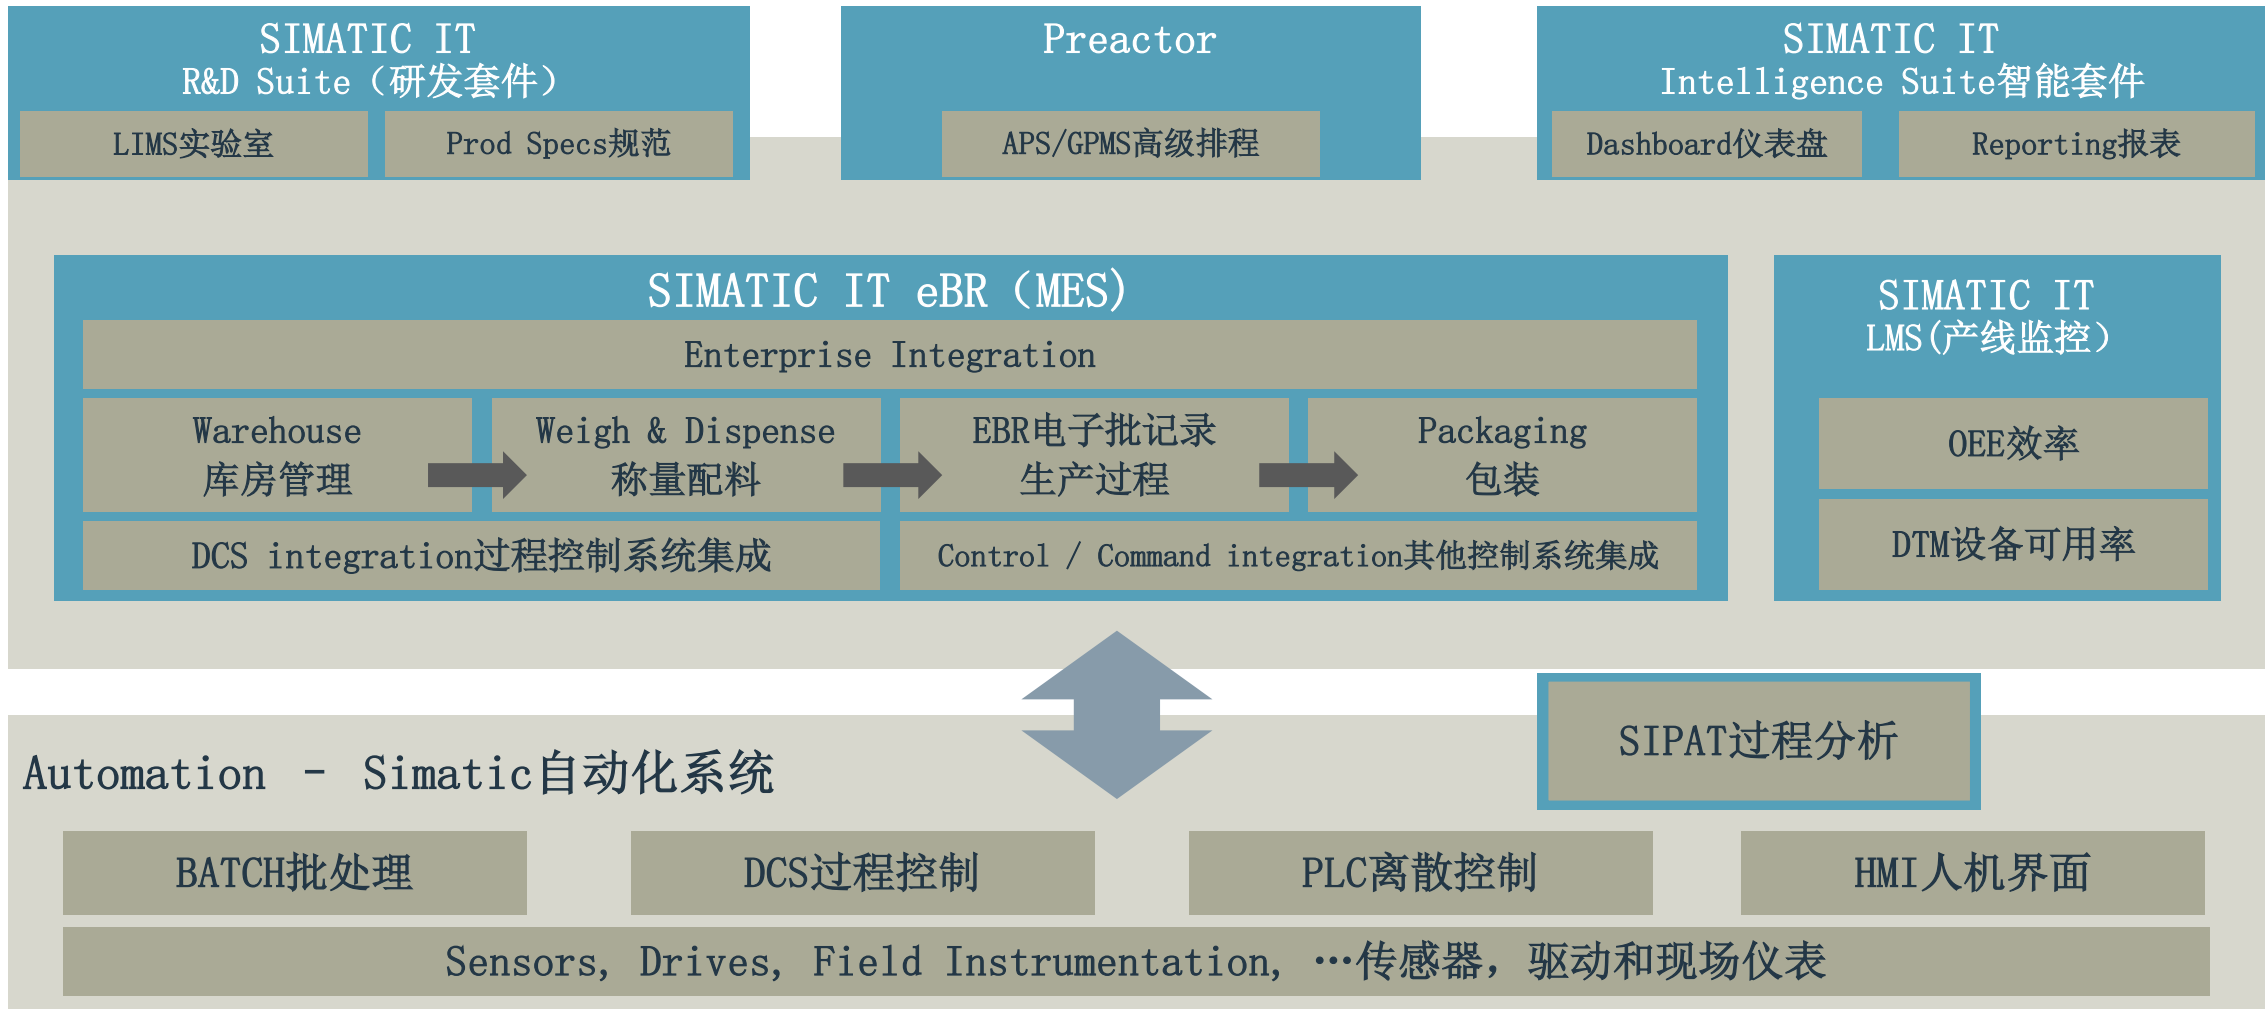 SIMATIC IT
R&D Suite（研发套件）
LIMS实验室
Prod Specs规范
Preactor
APS/GPMS高级排程
SIMATIC IT
Intelligence Suite智能套件
Dashboard仪表盘
Reporting报表
SIMATIC IT eBR（MES)
Enterprise Integration
Warehouse
库房管理
Weigh & Dispense
称量配料
EBR电子批记录
生产过程
Packaging
包装
DCS integration过程控制系统集成
Control / Command integration其他控制系统集成
SIMATIC IT
LMS(产线监控）
OEE效率
DTM设备可用率
SIPAT过程分析
Automation – Simatic自动化系统
BATCH批处理
DCS过程控制
PLC离散控制
HMI人机界面
Sensors, Drives, Field Instrumentation, …传感器，驱动和现场仪表